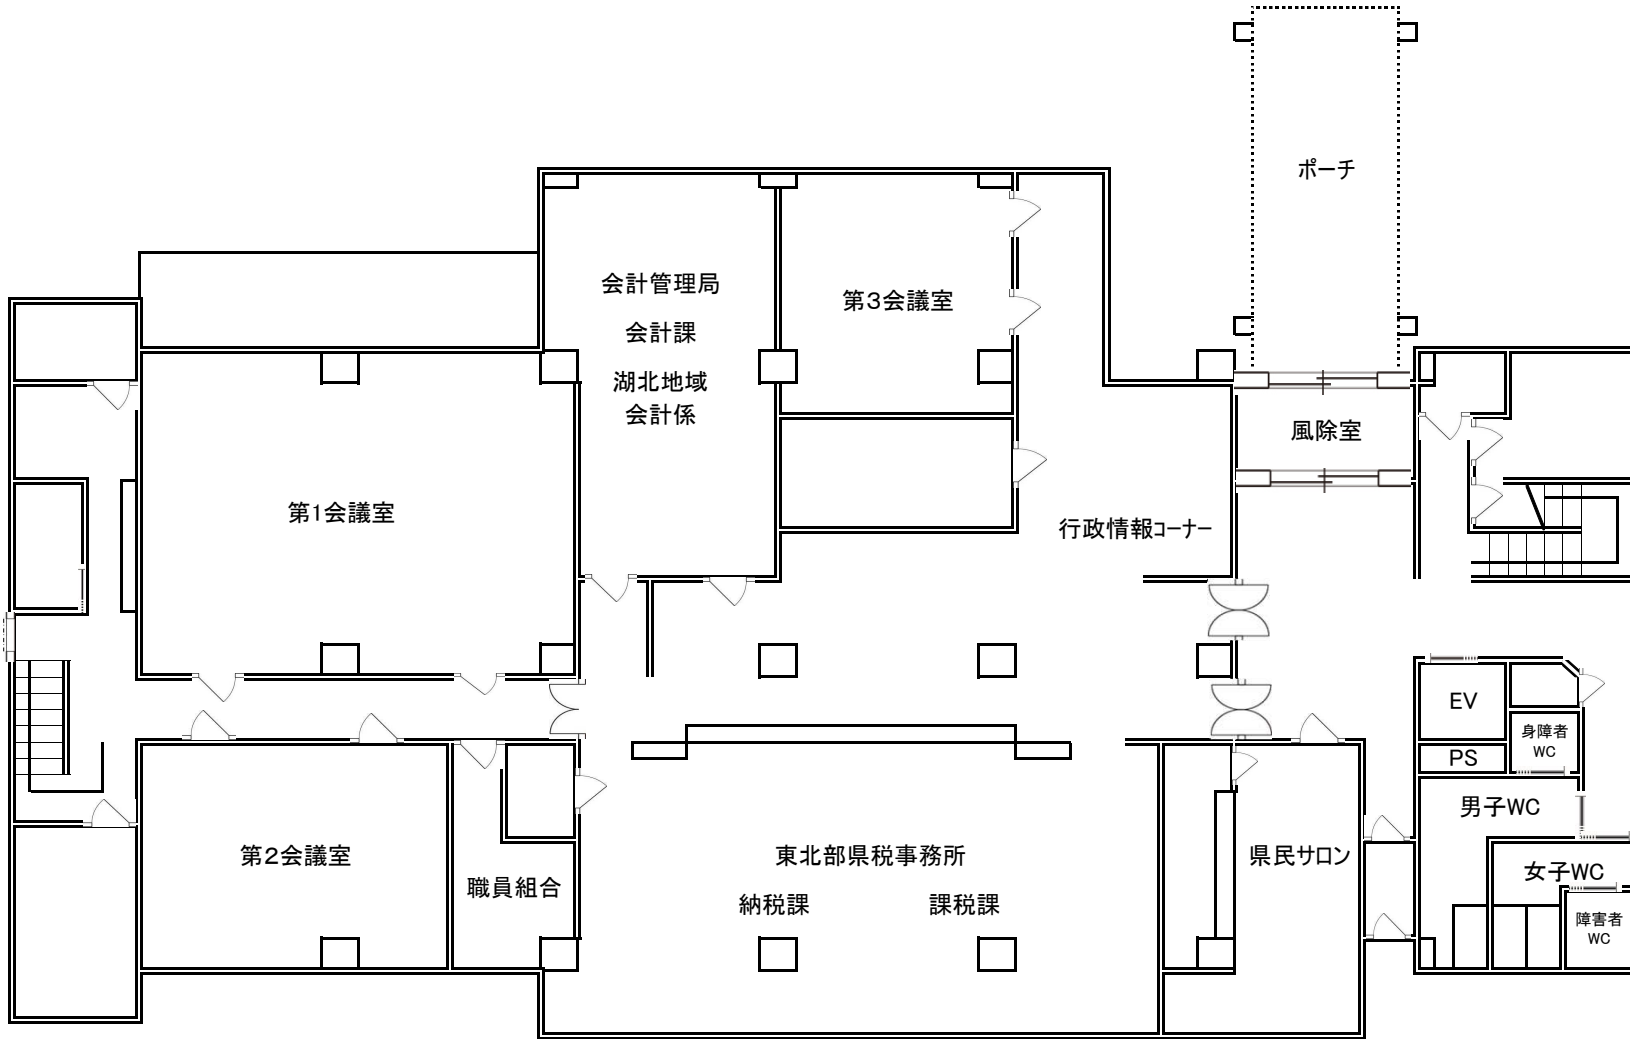 ポーチ
会計管理局
会計課
湖北地域
会計係
第3会議室
風除室
第1会議室
行政情報コーナー
EV
身障者
WC
PS
男子WC
第2会議室
職員組合
東北部県税事務所
納税課
課税課
県民サロン
女子WC
障害者
WC